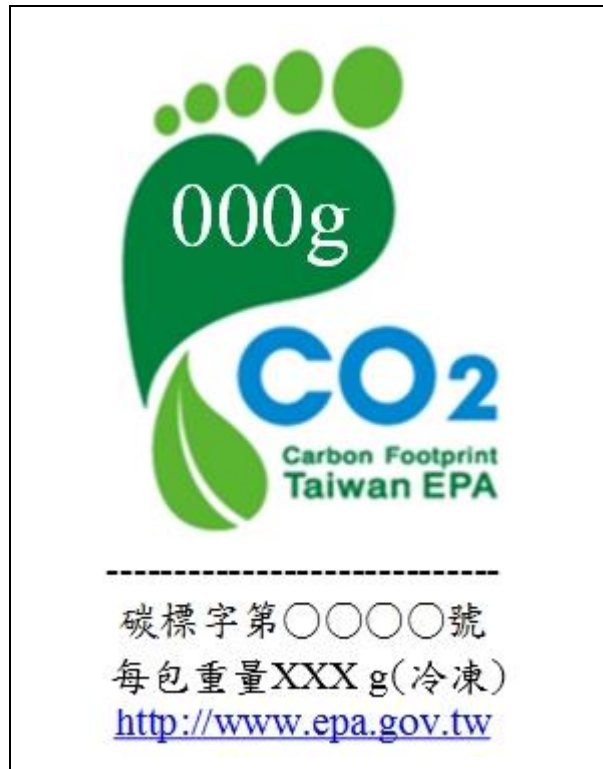 000g
CO2
Carbon Footprint
Taiwan EPA
------------------------------
碳標字第○○○○號
每包重量XXX g(冷凍)
http://www.epa.gov.tw